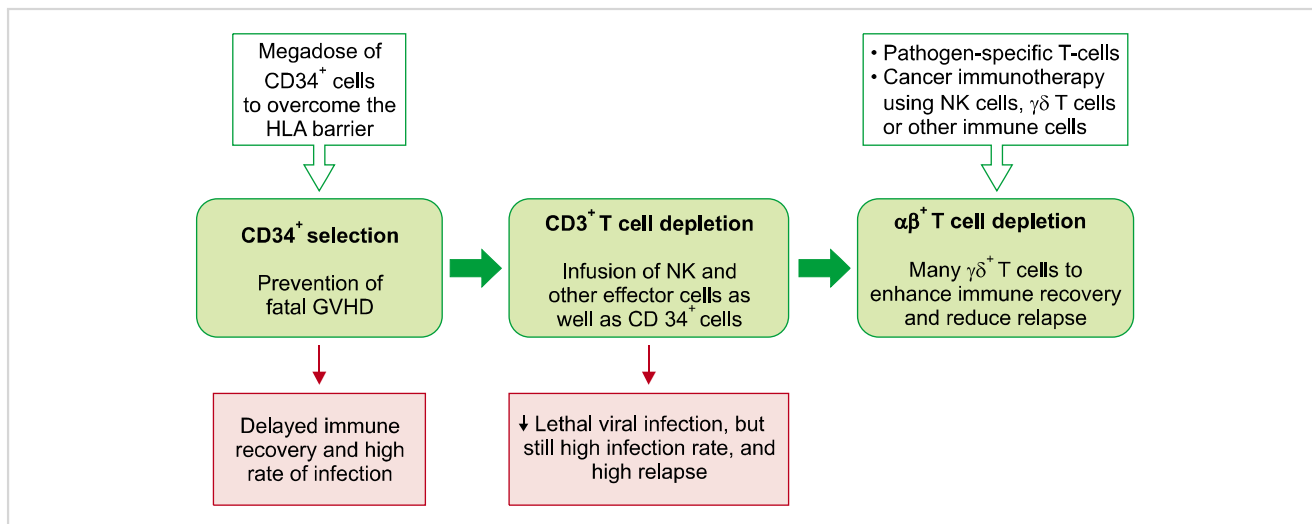 Megadose of
CD34⁺ cells
to overcome the
HLA barrier
• Pathogen-specific T-cells
• Cancer immunotherapy
using NK cells, γδ T cells
or other immune cells
CD34⁺ selection
Prevention of
fatal GVHD
CD3⁺ T cell depletion
Infusion of NK and
other effector cells as
well as CD 34⁺ cells
αβ⁺ T cell depletion
Many γδ⁺ T cells to
enhance immune recovery
and reduce relapse
Delayed immune
recovery and high
rate of infection
↓ Lethal viral infection, but
still high infection rate, and
high relapse